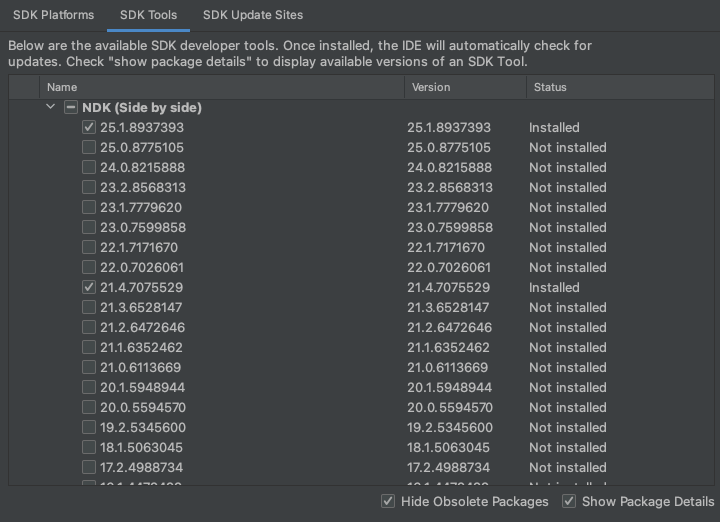 SDK Platforms SDK Tools SDK Update Sites
Below are the available SDK developer tools. Once installed, the IDE will automatically check for
updates. Check "show package details" to display available versions of an SDK Tool.
Name Version Status
NDK (Side by side)
25.1.8937393 25.1.8937393 Installed
25.0.8775105 25.0.8775105 Not installed
24.0.8215888 24.0.8215888 Not installed
23.2.8568313 23.2.8568313 Not installed
23.1.7779620 23.1.7779620 Not installed
23.0.7599858 23.0.7599858 Not installed
22.1.7171670 22.1.7171670 Not installed
22.0.7026061 22.0.7026061 Not installed
21.4.7075529 21.4.7075529 Installed
21.3.6528147 21.3.6528147 Not installed
21.2.6472646 21.2.6472646 Not installed
21.1.6352462 21.1.6352462 Not installed
21.0.6113669 21.0.6113669 Not installed
20.1.5948944 20.1.5948944 Not installed
20.0.5594570 20.0.5594570 Not installed
19.2.5345600 19.2.5345600 Not installed
18.1.5063045 18.1.5063045 Not installed
17.2.4988734 17.2.4988734 Not installed
Hide Obsolete Packages Show Package Details